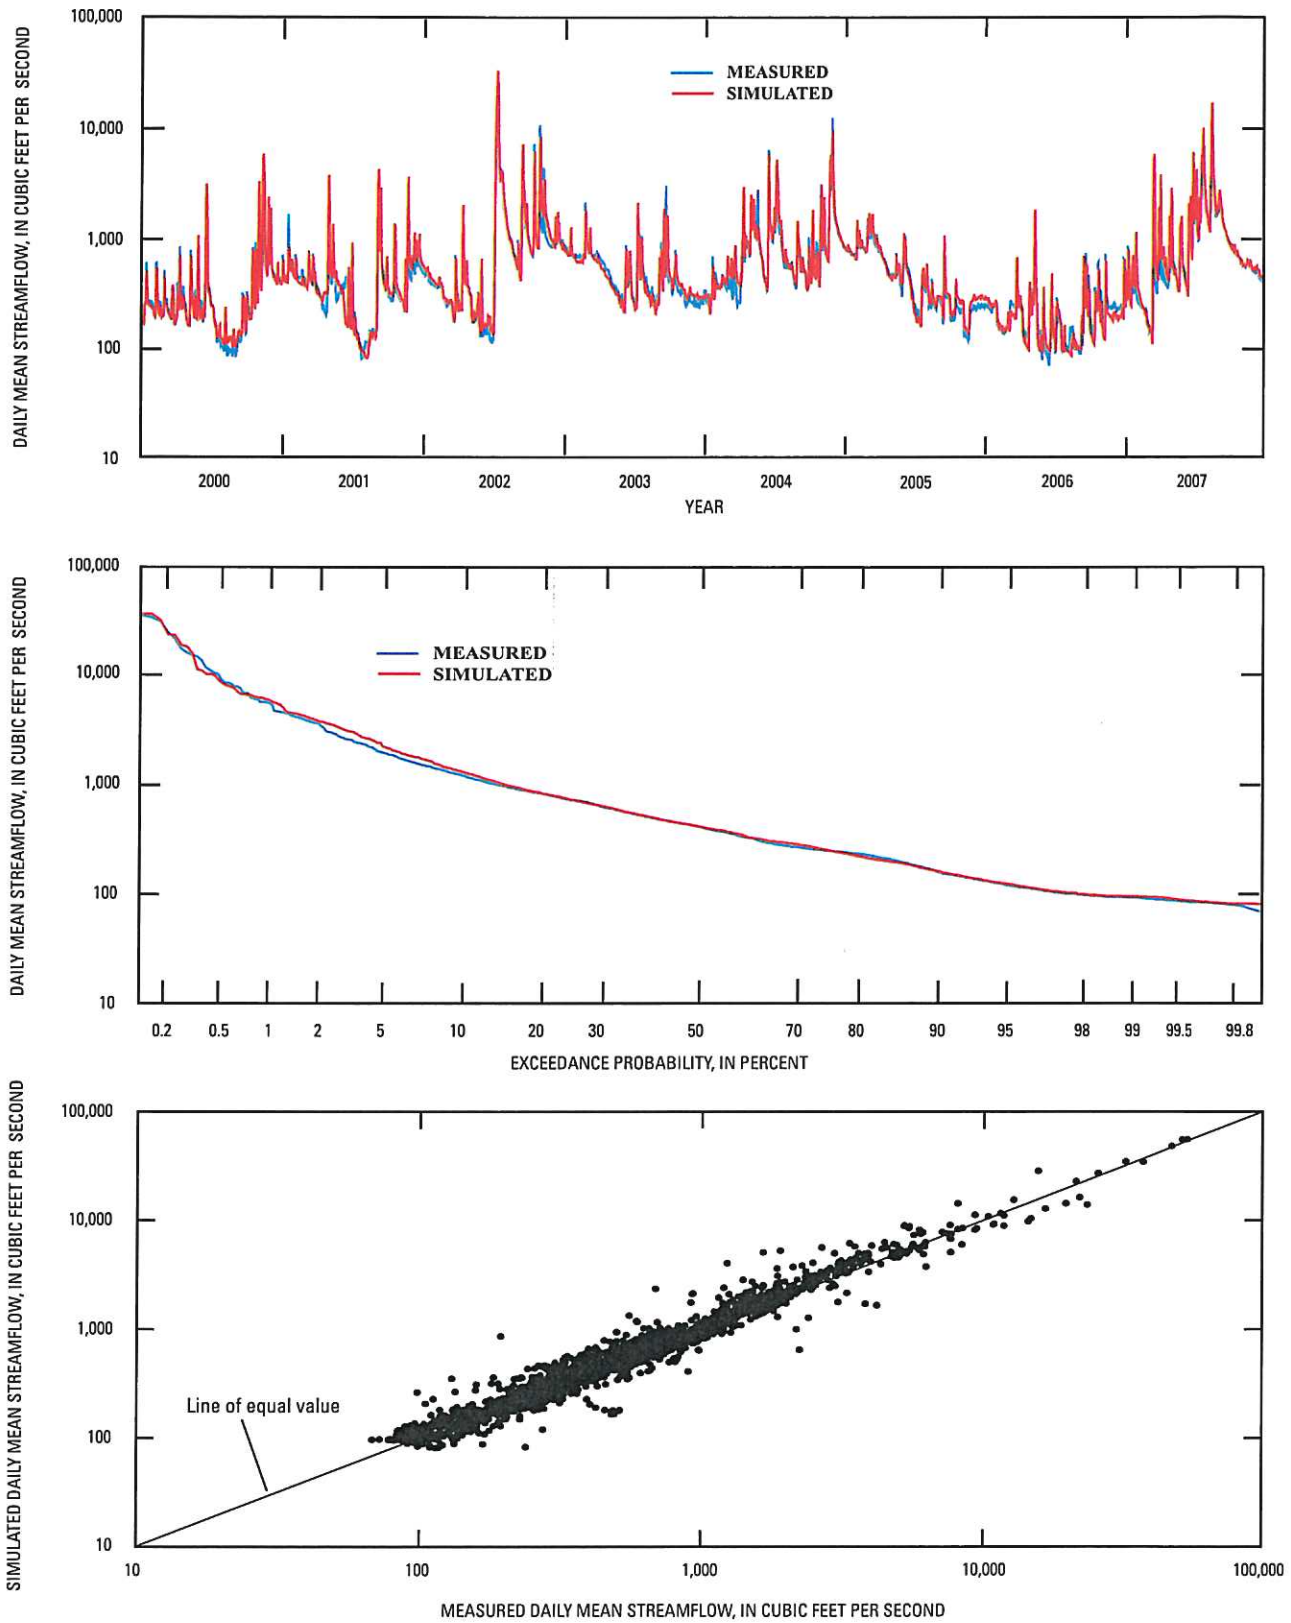 100,000
10,000
1,000
100
10
DAILY MEAN STREAMFLOW, IN CUBIC FEET PER SECOND
MEASURED
SIMULATED
2000 2001 2002 2003 2004 2005 2006 2007
YEAR
100,000
10,000
1,000
100
10
DAILY MEAN STREAMFLOW, IN CUBIC FEET PER SECOND
MEASURED
SIMULATED
0.2 0.5 1 2 5 10 20 30 50 70 80 90 95 98 99 99.5 99.8
EXCEEDANCE PROBABILITY, IN PERCENT
100,000
10,000
1,000
100
10
SIMULATED DAILY MEAN STREAMFLOW, IN CUBIC FEET PER SECOND
Line of equal value
10 100 1,000 10,000 100,000
MEASURED DAILY MEAN STREAMFLOW, IN CUBIC FEET PER SECOND